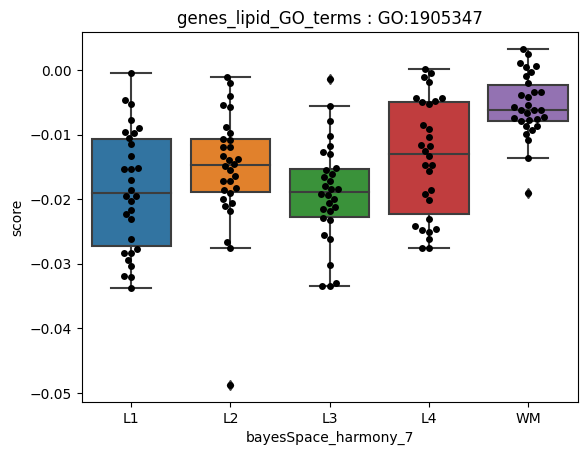 genes_lipid_GO_terms : GO:1905347
0.00
−0.01
−0.02
−0.03
−0.04
−0.05
score
L1 L2 L3 L4 WM
bayesSpace_harmony_7